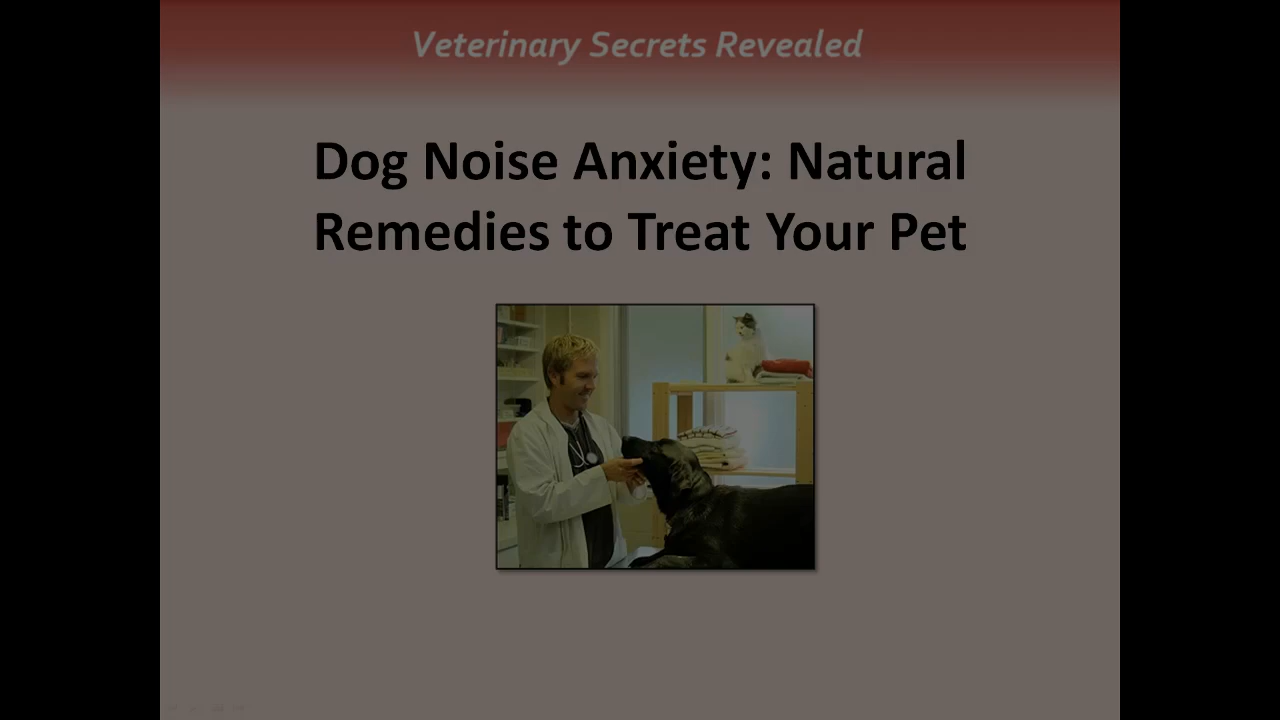 Veterinary Secrets Revealed
Dog Noise Anxiety: Natural
Remedies to Treat Your Pet